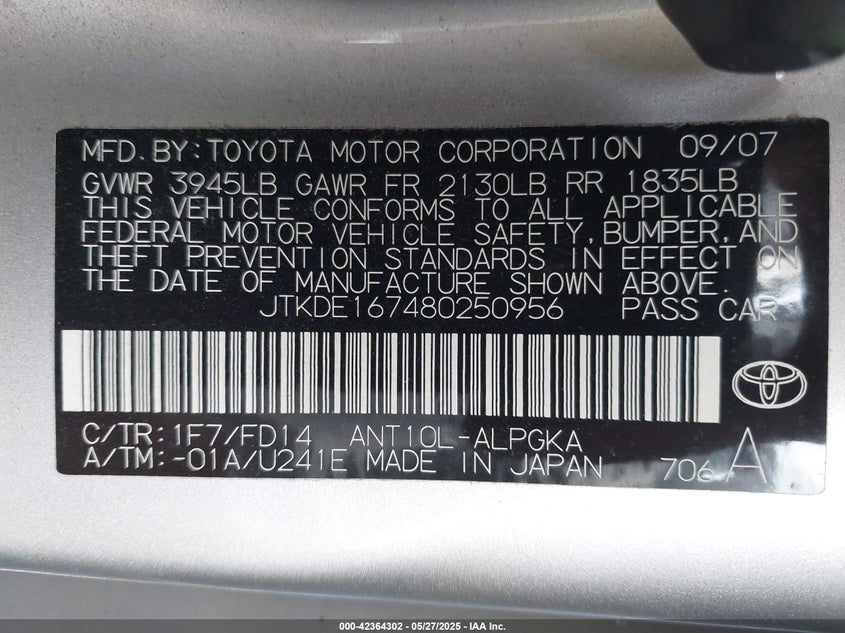 MFD.BY:TOYOTA MOTOR CORPORATION 09/07
GVWR 3945LB GAWR FR 2130LB RR 1835LB
THIS VEHICLE CONFORMS TO ALL APPLICABLE
FEDERAL MOTOR VEHICLE SAFETY, BUMPER, AND
THEFT PREVENTION STANDARDS IN EFFECT ON
THE DATE OF MANUFACTURE SHOWN ABOVE.
JTKDE167480250956 PASS CAR
C/TR:1F7/FD14 ANT10L-ALPGKA
A/TM:-01A/U241E MADE IN JAPAN 706 A
000-42364302 - 05/27/2025 - IAA Inc.